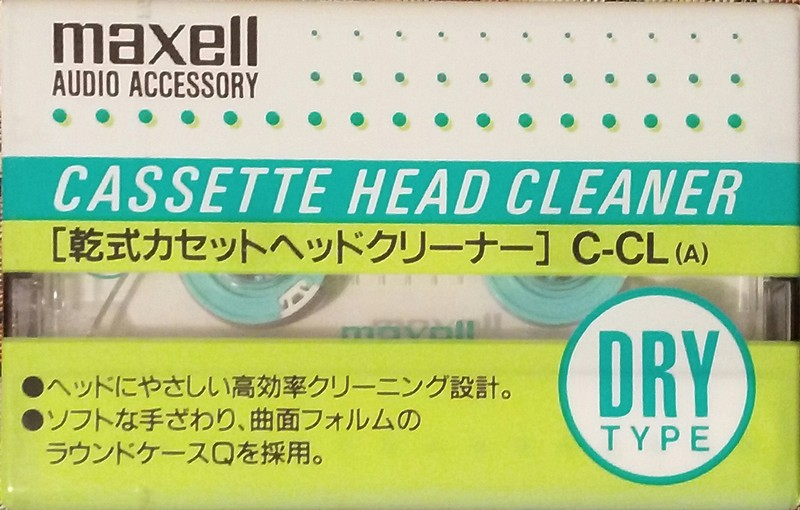 maxell
AUDIO ACCESSORY
CASSETTE HEAD CLEANER
[乾式カセットヘッドクリーナー] C-CL(A)
maxell
●ヘッドにやさしい高効率クリーニング設計。
●ソフトな手ざわり、曲面フォルムの
ラウンドケースQを採用。
DRY
TYPE